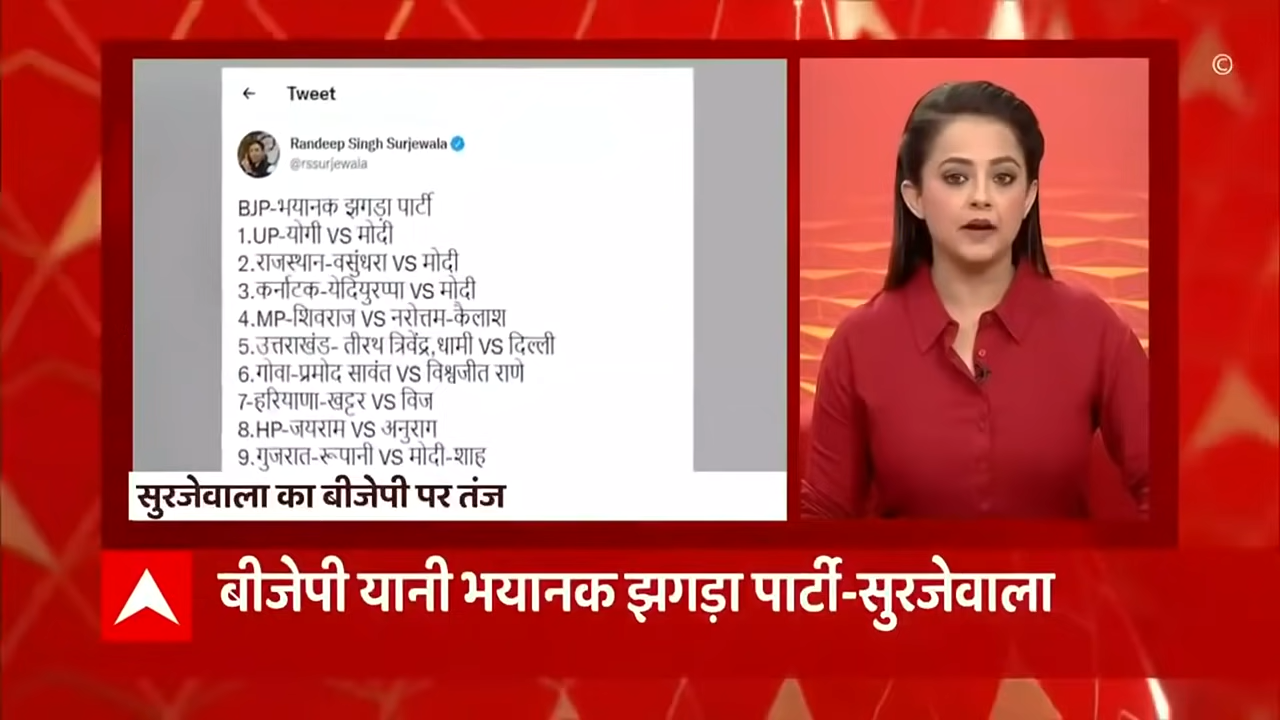 ← Tweet
Randeep Singh Surjewala
@rssurjewala
BJP-भयानक झगड़ा पार्टी
1.UP-योगी VS मोदी
2.राजस्थान-वसुंधरा VS मोदी
3.कर्नाटक-येदियुरप्पा VS मोदी
4.MP-शिवराज VS नरोत्तम-कैलाश
5.उत्तराखंड- तीरथ त्रिवेंद्र,धामी VS दिल्ली
6.गोवा-प्रमोद सावंत VS विश्वजीत राणे
7-हरियाणा-खट्टर VS विज
8.HP-जयराम VS अनुराग
9.गुजरात-रूपानी VS मोदी-शाह
सुरजेवाला का बीजेपी पर तंज
बीजेपी यानी भयानक झगड़ा पार्टी-सुरजेवाला
©